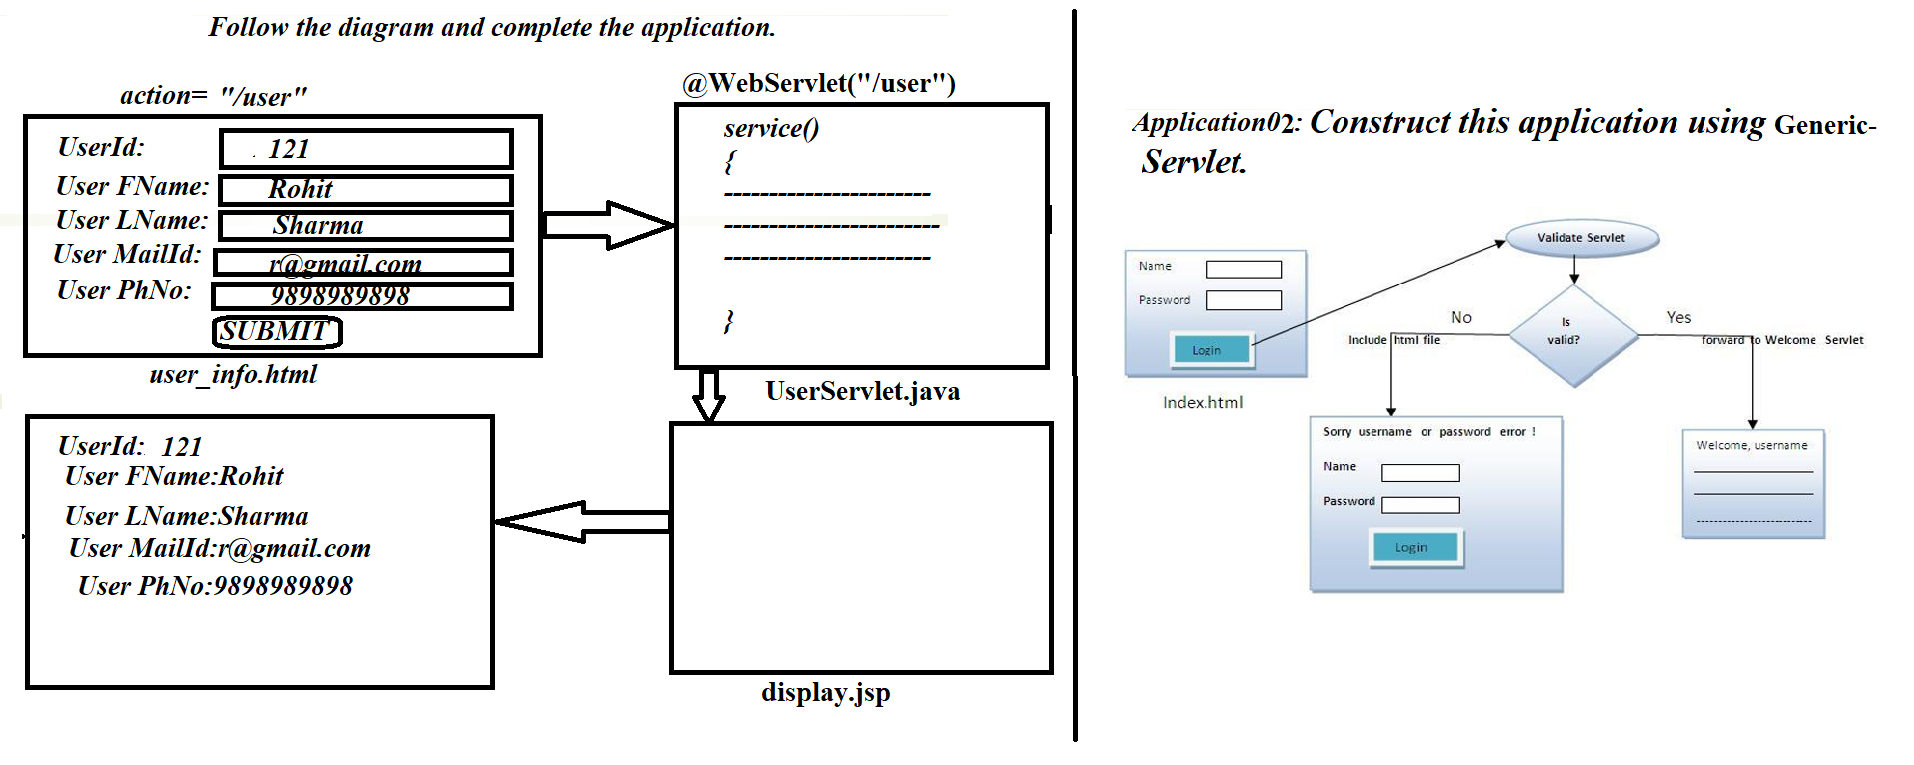 Follow the diagram and complete the application.
action= "/user"
UserId: 121
User FName: Rohit
User LName: Sharma
User MailId: r@gmail.com
User PhNo: 9898989898
SUBMIT
user_info.html
@WebServlet("/user")
service()
{
-----------------------
------------------------
-----------------------
}
UserServlet.java
display.jsp
UserId: 121
User FName:Rohit
User LName:Sharma
User MailId:r@gmail.com
User PhNo:9898989898
Application02: Construct this application using Generic-
Servlet.
Name
Password
Login
Index.html
Validate Servlet
Is
valid?
No
Include html file
Yes
forward to Welcome Servlet
Sorry username or password error !
Name
Password
Login
Welcome, username